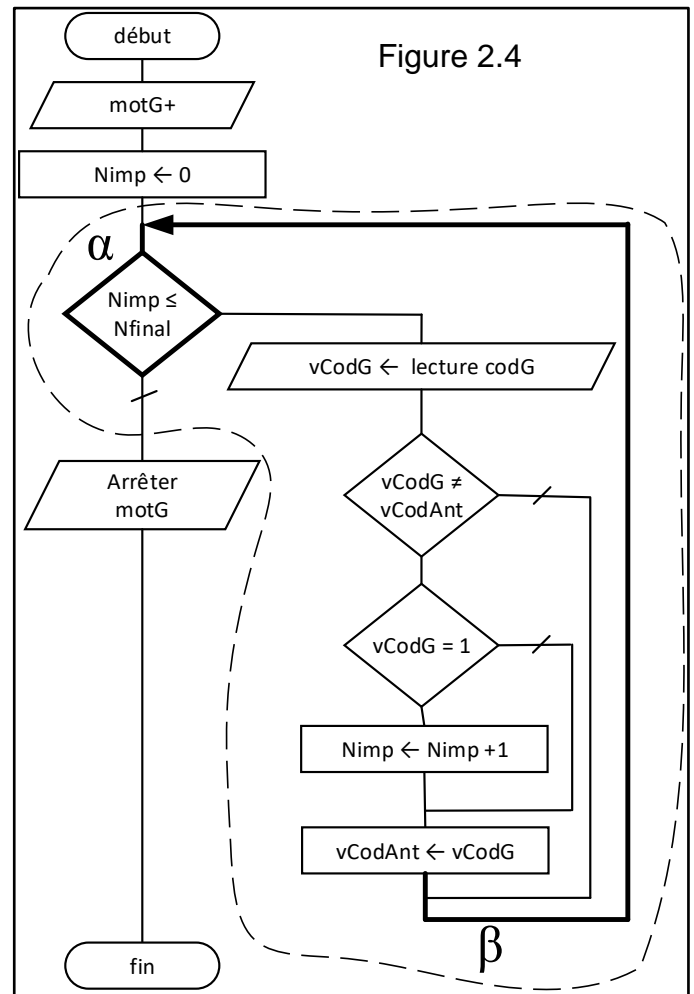 début
Figure 2.4
motG+
Nimp ← 0
α
Nimp ≤
Nfinal
vCodG ← lecture codG
vCodG ≠
vCodAnt
Arrêter
motG
vCodG = 1
Nimp ← Nimp +1
vCodAnt ← vCodG
β
fin